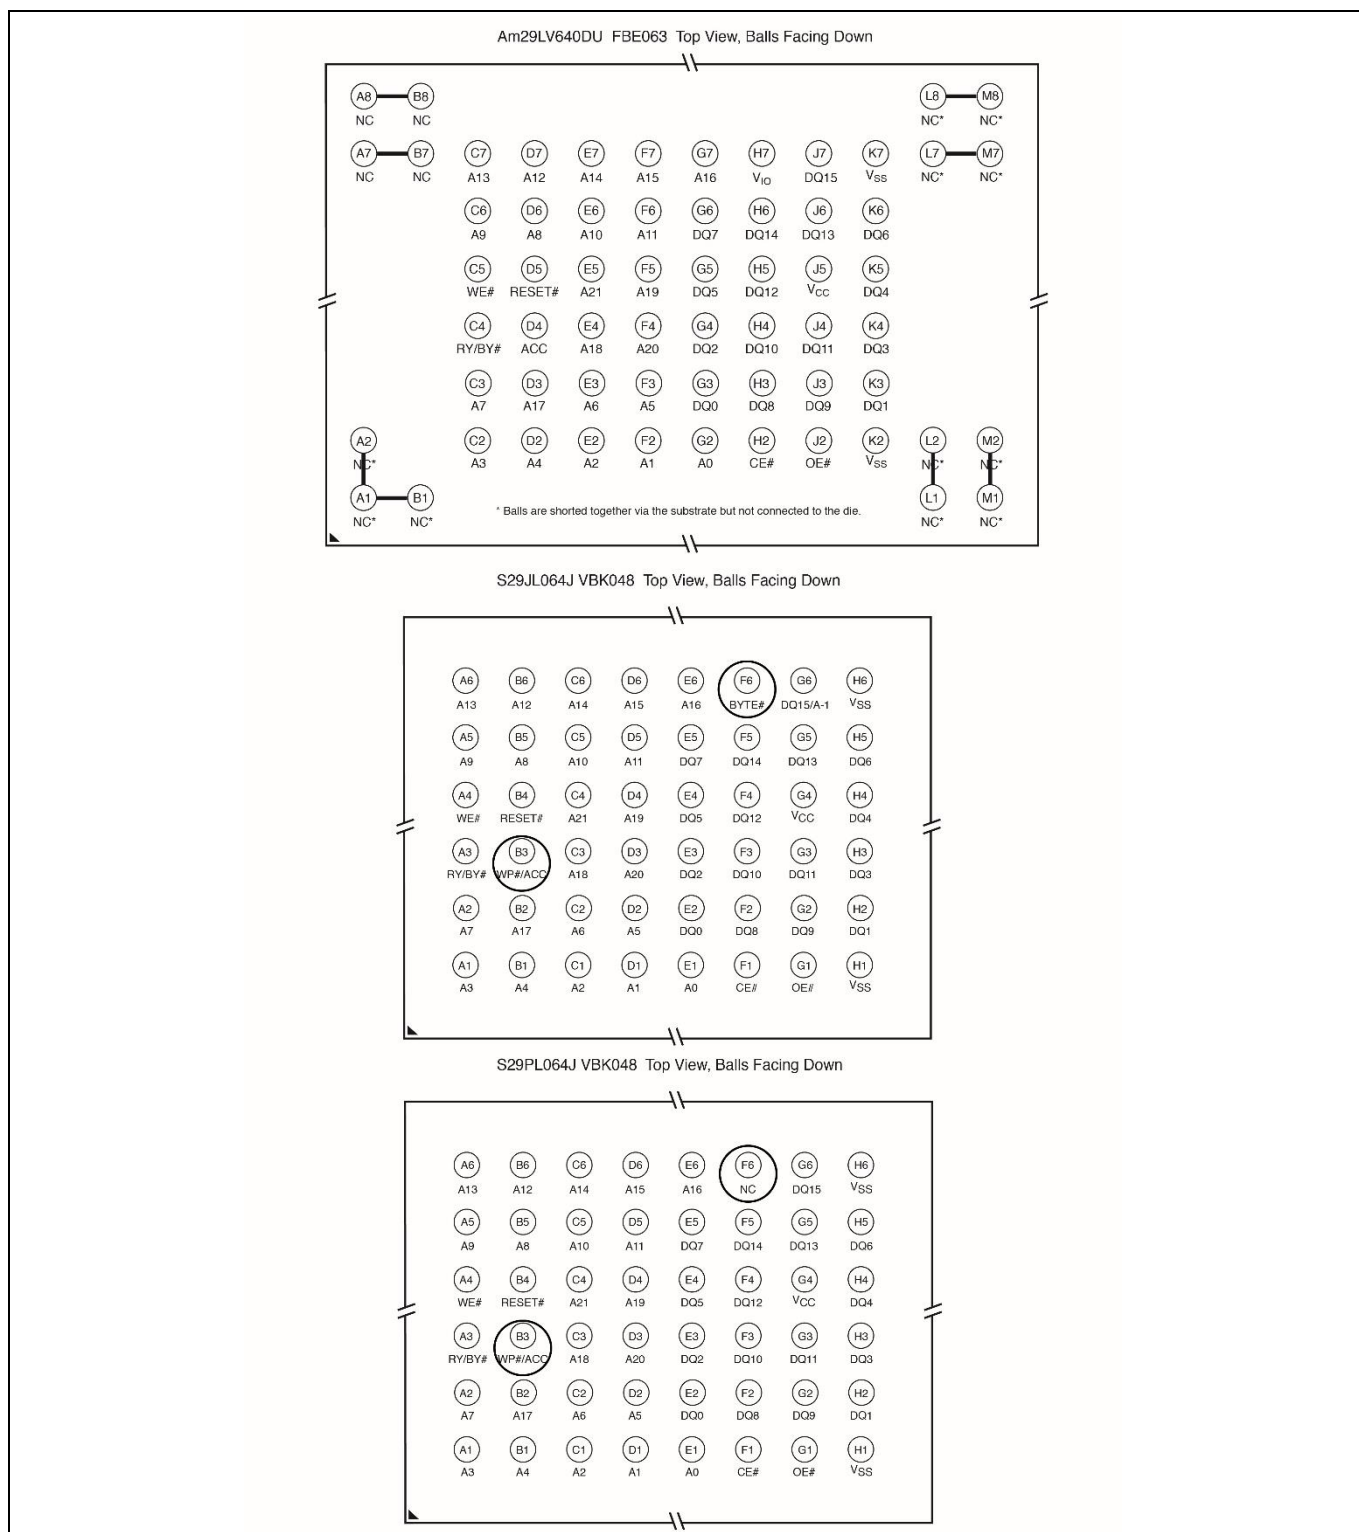 Am29LV640DU FBE063 Top View, Balls Facing Down
A8 B8 L8 M8
NC NC NC* NC*
A7 B7 C7 D7 E7 F7 G7 H7 J7 K7 L7 M7
NC NC A13 A12 A14 A15 A16 VIO DQ15 VSS NC* NC*
C6 D6 E6 F6 G6 H6 J6 K6
A9 A8 A10 A11 DQ7 DQ14 DQ13 DQ6
C5 D5 E5 F5 G5 H5 J5 K5
WE# RESET# A21 A19 DQ5 DQ12 VCC DQ4
C4 D4 E4 F4 G4 H4 J4 K4
RY/BY# ACC A18 A20 DQ2 DQ10 DQ11 DQ3
C3 D3 E3 F3 G3 H3 J3 K3
A7 A17 A6 A5 DQ0 DQ8 DQ9 DQ1
A2 C2 D2 E2 F2 G2 H2 J2 K2 L2 M2
NC* A3 A4 A2 A1 A0 CE# OE# VSS NC* NC*
A1 B1 L1 M1
* Balls are shorted together via the substrate but not connected to the die.
NC* NC* NC* NC*
S29JL064J VBK048 Top View, Balls Facing Down
A6 B6 C6 D6 E6 F6 G6 H6
A13 A12 A14 A15 A16 BYTE# DQ15/A-1 VSS
A5 B5 C5 D5 E5 F5 G5 H5
A9 A8 A10 A11 DQ7 DQ14 DQ13 DQ6
A4 B4 C4 D4 E4 F4 G4 H4
WE# RESET# A21 A19 DQ5 DQ12 VCC DQ4
A3 B3 C3 D3 E3 F3 G3 H3
RY/BY# WP#/ACC A18 A20 DQ2 DQ10 DQ11 DQ3
A2 B2 C2 D2 E2 F2 G2 H2
A7 A17 A6 A5 DQ0 DQ8 DQ9 DQ1
A1 B1 C1 D1 E1 F1 G1 H1
A3 A4 A2 A1 A0 CE# OE# VSS
S29PL064J VBK048 Top View, Balls Facing Down
A6 B6 C6 D6 E6 F6 G6 H6
A13 A12 A14 A15 A16 NC DQ15 VSS
A5 B5 C5 D5 E5 F5 G5 H5
A9 A8 A10 A11 DQ7 DQ14 DQ13 DQ6
A4 B4 C4 D4 E4 F4 G4 H4
WE# RESET# A21 A19 DQ5 DQ12 VCC DQ4
A3 B3 C3 D3 E3 F3 G3 H3
RY/BY# WP#/ACC A18 A20 DQ2 DQ10 DQ11 DQ3
A2 B2 C2 D2 E2 F2 G2 H2
A7 A17 A6 A5 DQ0 DQ8 DQ9 DQ1
A1 B1 C1 D1 E1 F1 G1 H1
A3 A4 A2 A1 A0 CE# OE# VSS